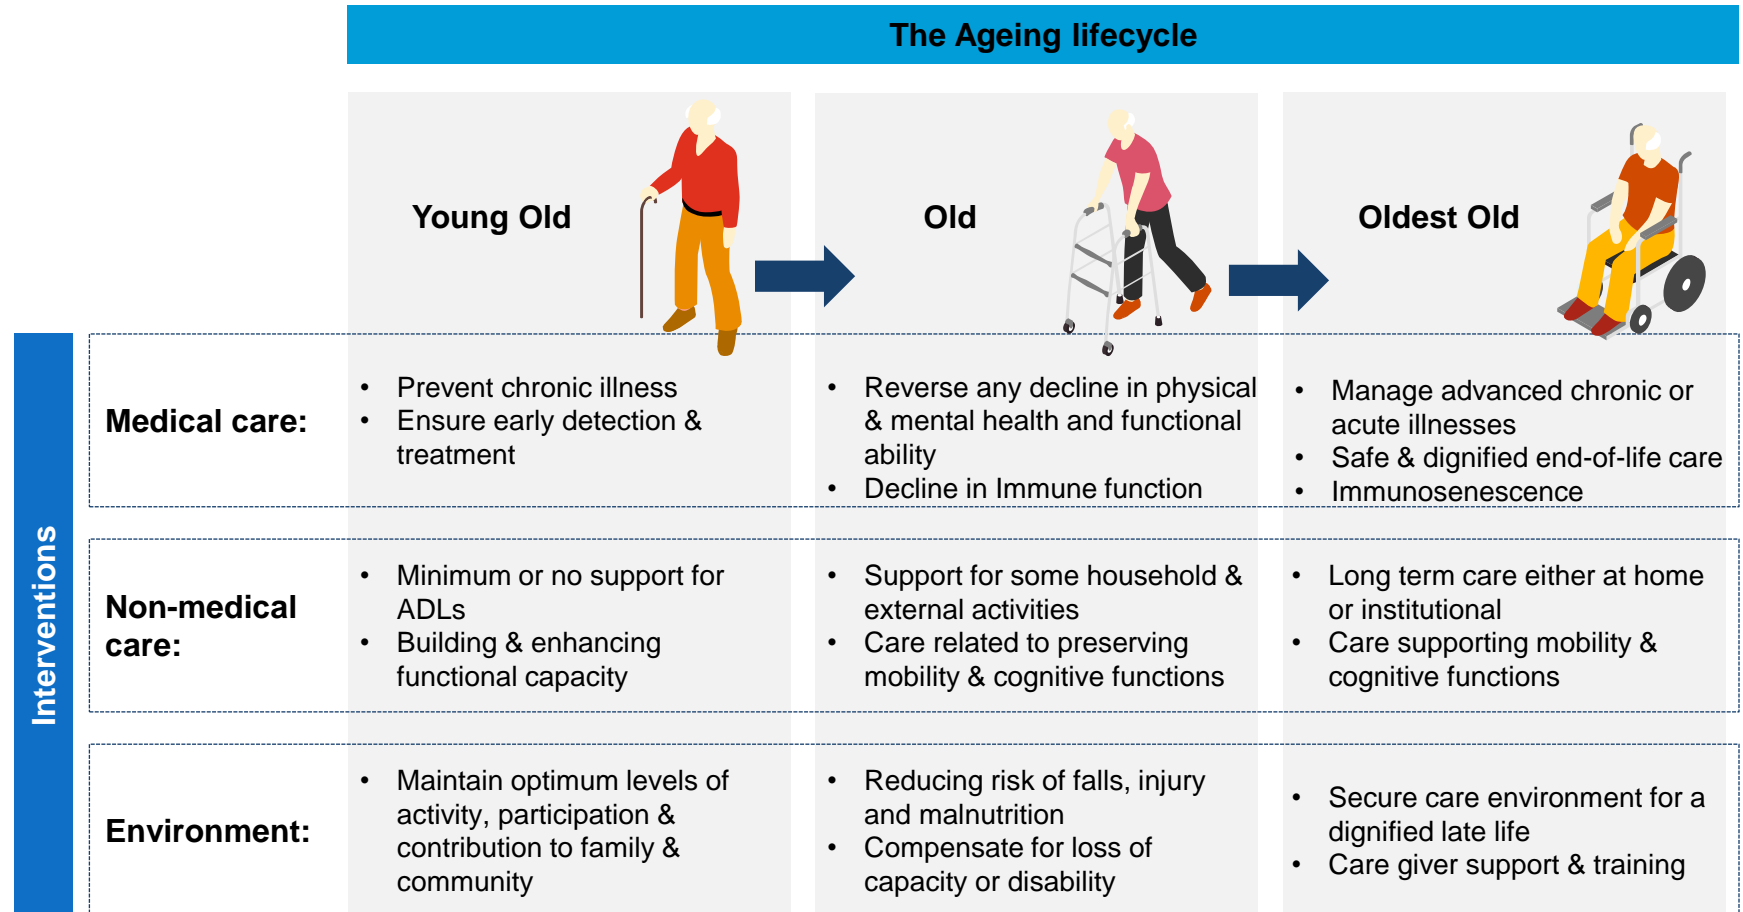 The Ageing lifecycle
Young Old
Old
Oldest Old
Interventions
Medical care:
• Prevent chronic illness
• Ensure early detection &
treatment
• Reverse any decline in physical
& mental health and functional
ability
• Decline in Immune function
• Manage advanced chronic or
acute illnesses
• Safe & dignified end-of-life care
• Immunosenescence
Non-medical
care:
• Minimum or no support for
ADLs
• Building & enhancing
functional capacity
• Support for some household &
external activities
• Care related to preserving
mobility & cognitive functions
• Long term care either at home
or institutional
• Care supporting mobility &
cognitive functions
Environment:
• Maintain optimum levels of
activity, participation &
contribution to family &
community
• Reducing risk of falls, injury
and malnutrition
• Compensate for loss of
capacity or disability
• Secure care environment for a
dignified late life
• Care giver support & training